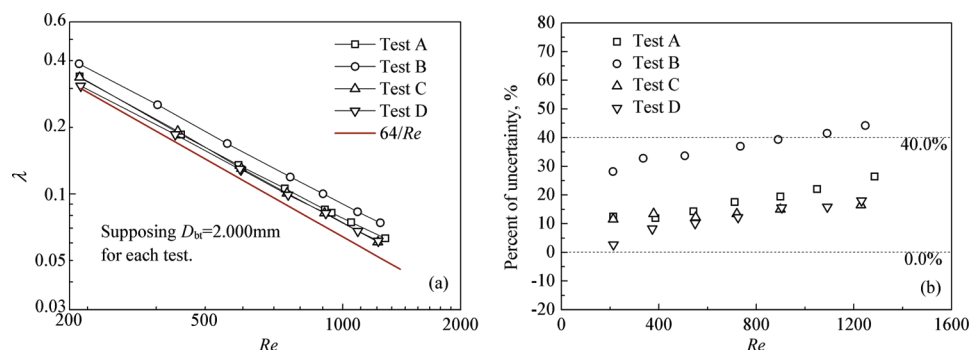 0.6
0.4
0.2
0.1
0.05
0.03
λ
200
500
1000
2000
Re
Test A
Test B
Test C
Test D
64/Re
Supposing Dbt=2.000mm
for each test.
(a)
80
70
60
50
40
30
20
10
0
-10
-20
Percent of uncertainty, %
0
400
800
1200
1600
Re
Test A
Test B
Test C
Test D
40.0%
0.0%
(b)